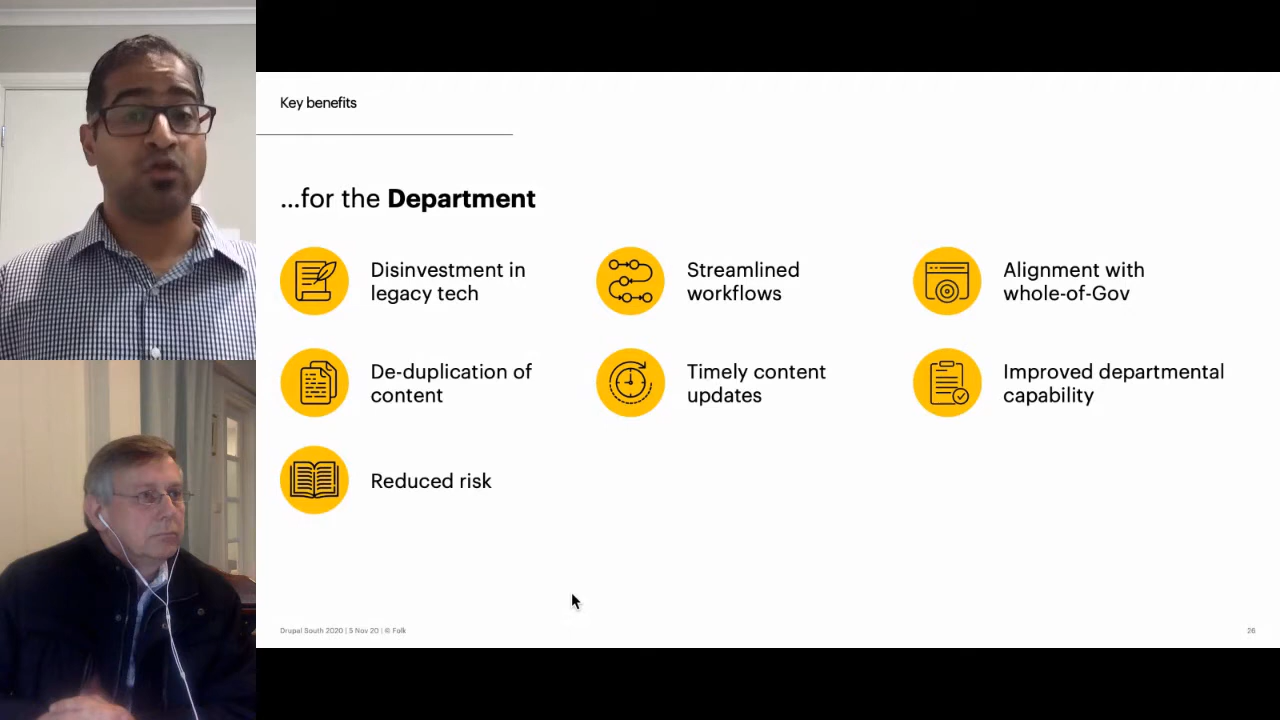 Key benefits
...for the Department
Disinvestment in
legacy tech
Streamlined
workflows
Alignment with
whole-of-Gov
De-duplication of
content
Timely content
updates
Improved departmental
capability
Reduced risk
Drupal South 2020 | 5 Nov 20 | © Folk
26